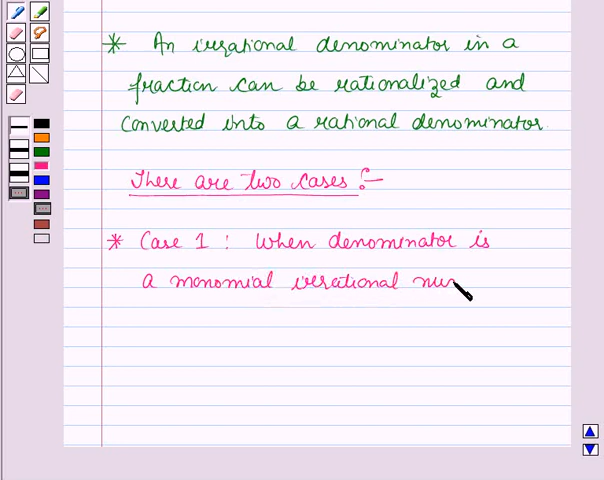 * An irrational denominator in a
fraction can be rationalized and
converted into a rational denominator.
There are two cases :-
* Case 1 : When denominator is
a monomial irrational num